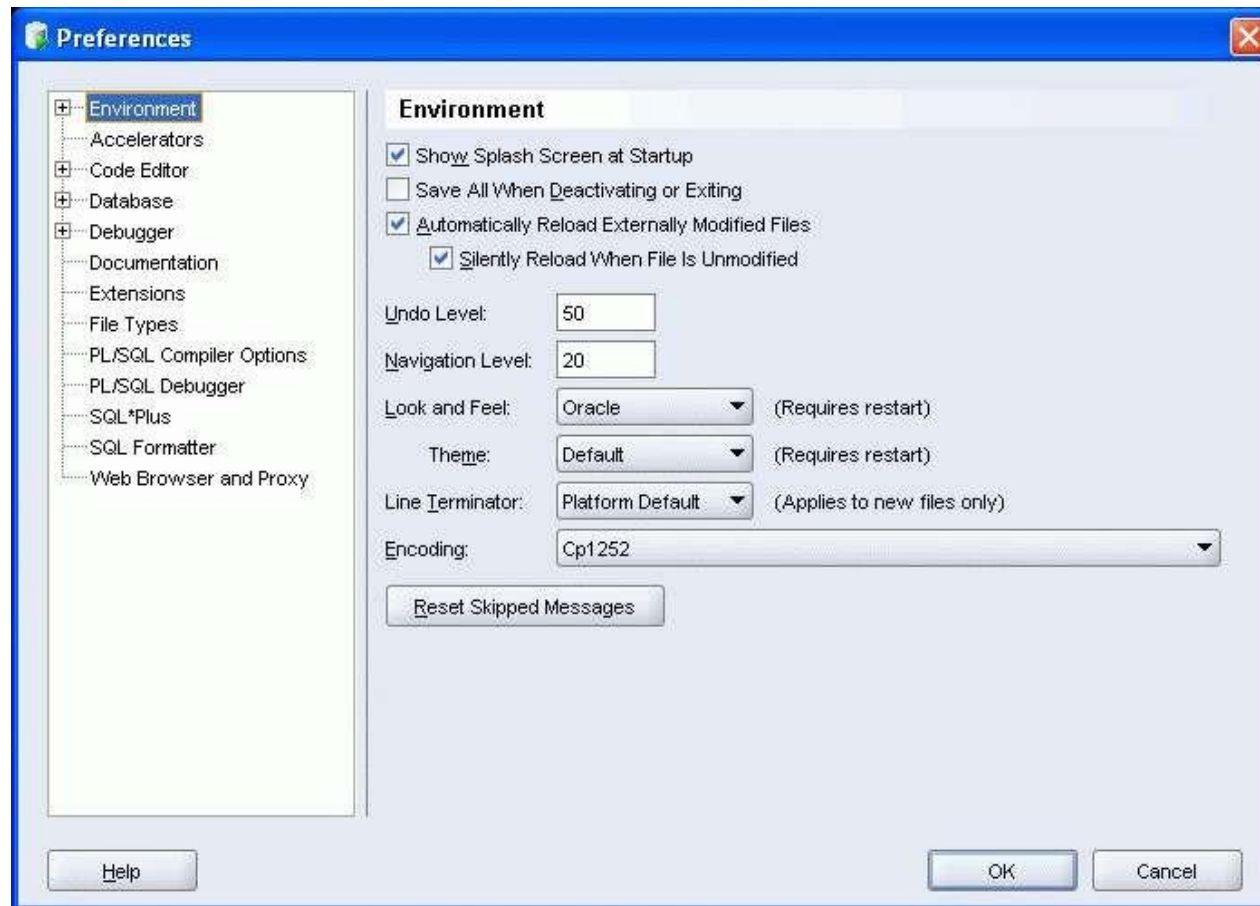 Preferences
Environment
Accelerators
Code Editor
Database
Debugger
Documentation
Extensions
File Types
PL/SQL Compiler Options
PL/SQL Debugger
SQL*Plus
SQL Formatter
Web Browser and Proxy
Environment
Show Splash Screen at Startup
Save All When Deactivating or Exiting
Automatically Reload Externally Modified Files
Silently Reload When File Is Unmodified
Undo Level: 50
Navigation Level: 20
Look and Feel: Oracle (Requires restart)
Theme: Default (Requires restart)
Line Terminator: Platform Default (Applies to new files only)
Encoding: Cp1252
Reset Skipped Messages
Help OK Cancel